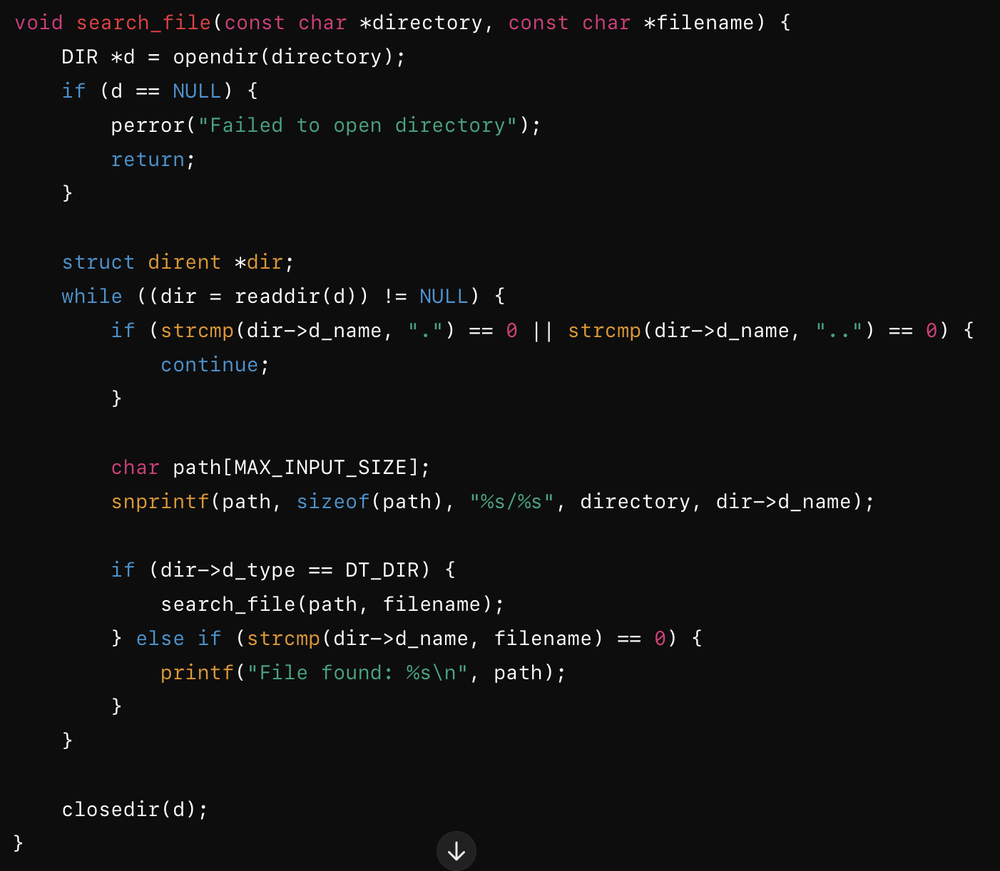 void search_file(const char *directory, const char *filename) {
    DIR *d = opendir(directory);
    if (d == NULL) {
        perror("Failed to open directory");
        return;
    }

    struct dirent *dir;
    while ((dir = readdir(d)) != NULL) {
        if (strcmp(dir->d_name, ".") == 0 || strcmp(dir->d_name, "..") == 0) {
            continue;
        }

        char path[MAX_INPUT_SIZE];
        snprintf(path, sizeof(path), "%s/%s", directory, dir->d_name);

        if (dir->d_type == DT_DIR) {
            search_file(path, filename);
        } else if (strcmp(dir->d_name, filename) == 0) {
            printf("File found: %s\n", path);
        }
    }

    closedir(d);
}